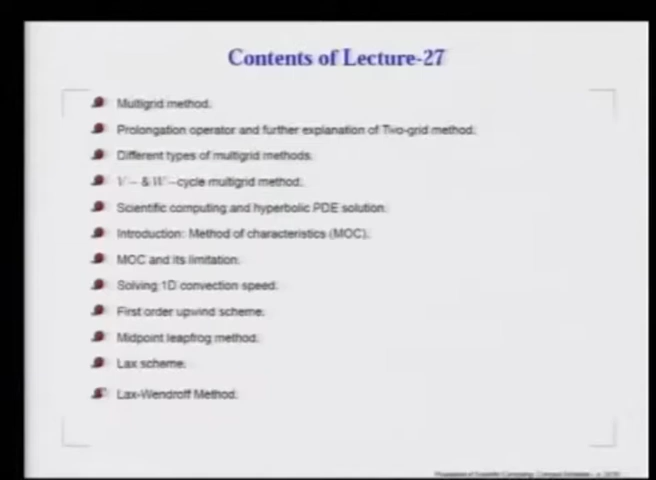 Contents of Lecture-27
Multigrid method.
Prolongation operator and further explanation of Two-grid method.
Different types of multigrid methods.
V – & W –cycle multigrid method.
Scientific computing and hyperbolic PDE solution.
Introduction: Method of characteristics (MOC).
MOC and its limitation.
Solving 1D convection speed.
First order upwind scheme.
Midpoint leapfrog method.
Lax scheme.
Lax-Wendroff Method.